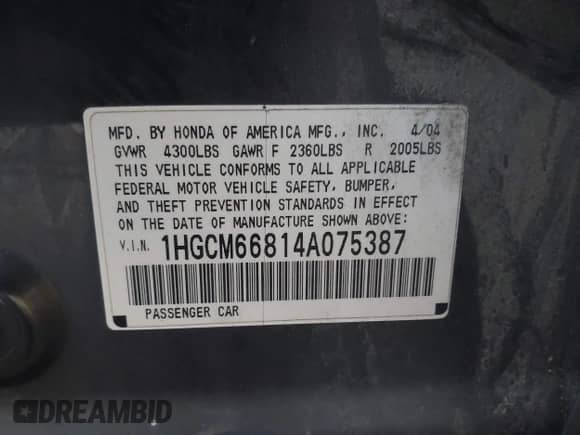 MFD. BY HONDA OF AMERICA MFG., INC. 4/04
GVWR 4300LBS GAWR F 2360LBS R 2005LBS
THIS VEHICLE CONFORMS TO ALL APPLICABLE
FEDERAL MOTOR VEHICLE SAFETY, BUMPER,
AND THEFT PREVENTION STANDARDS IN EFFECT
ON THE DATE OF MANUFACTURE SHOWN ABOVE:
V.I.N. 1HGCM66814A075387
PASSENGER CAR
DREAMBID